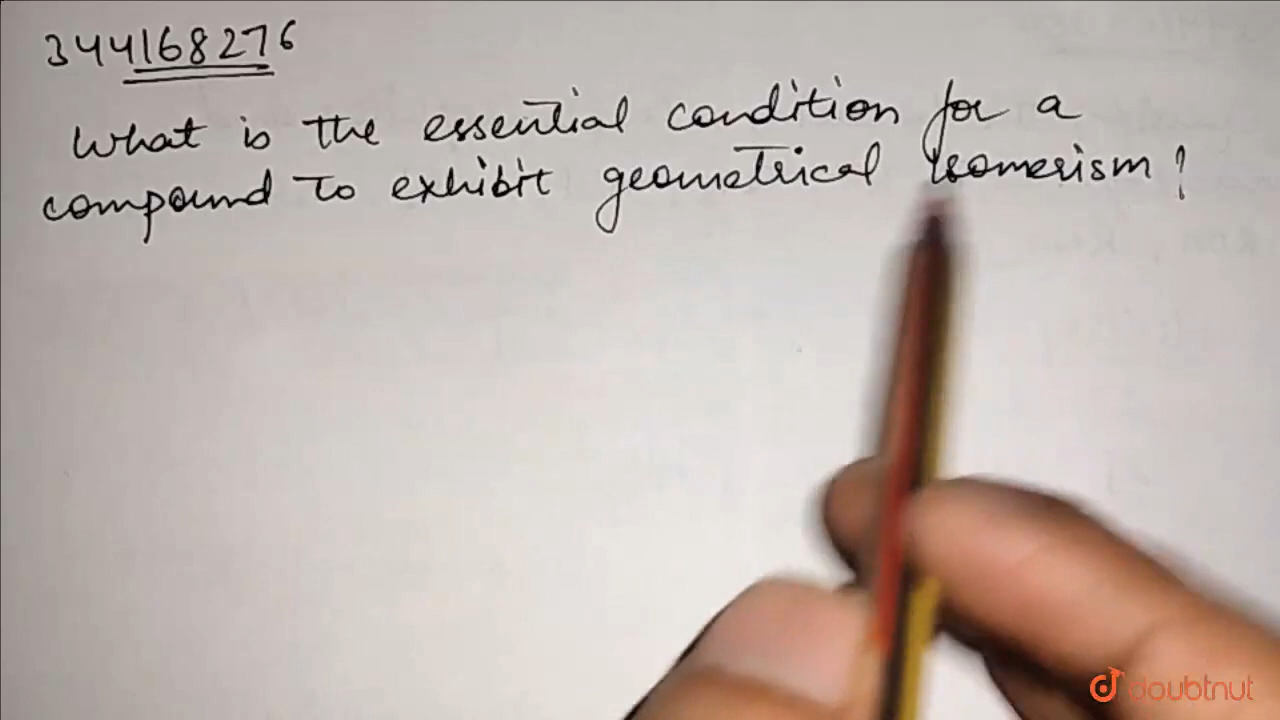 344168276
What is the essential condition for a
compound to exhibit geometrical isomerism?
doubtnut